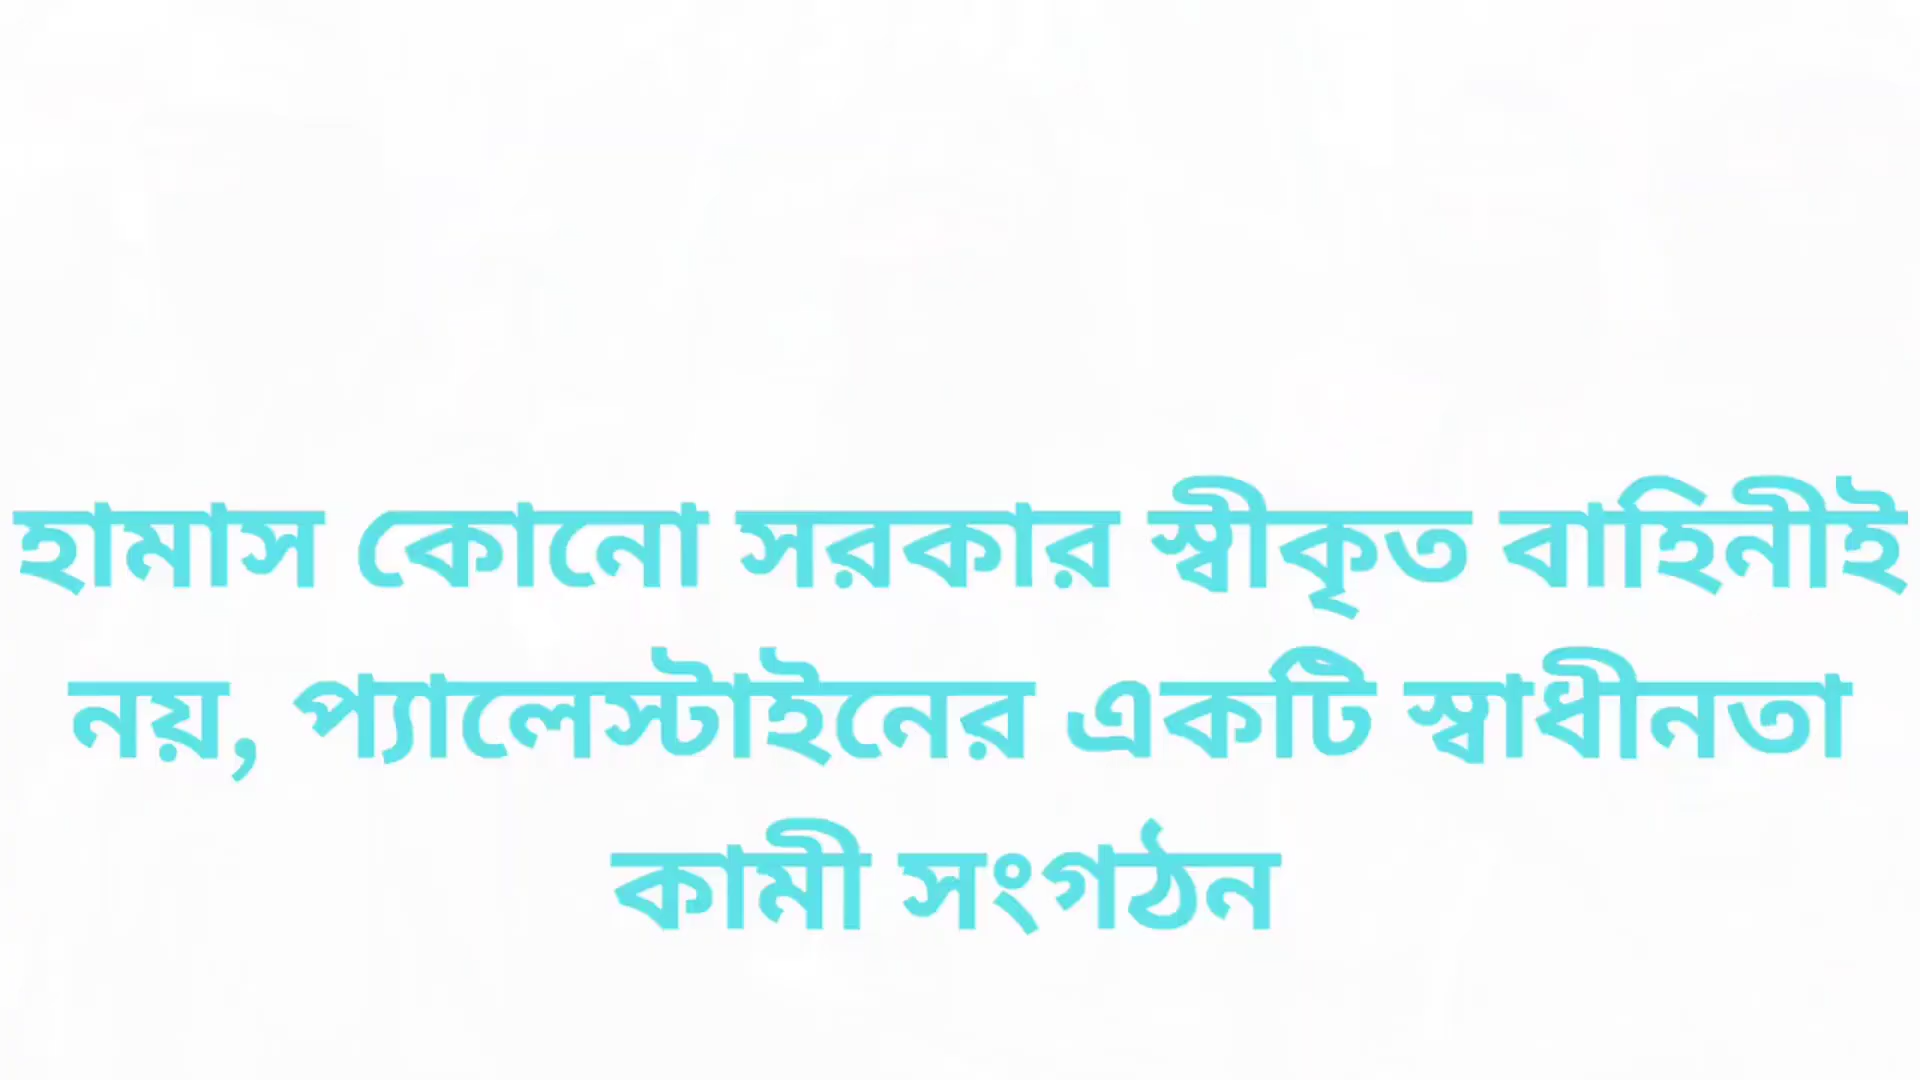 হামাস কোনো সরকার স্বীকৃত বাহিনীই
নয়, প্যালেস্টাইনের একটি স্বাধীনতা
কামী সংগঠন